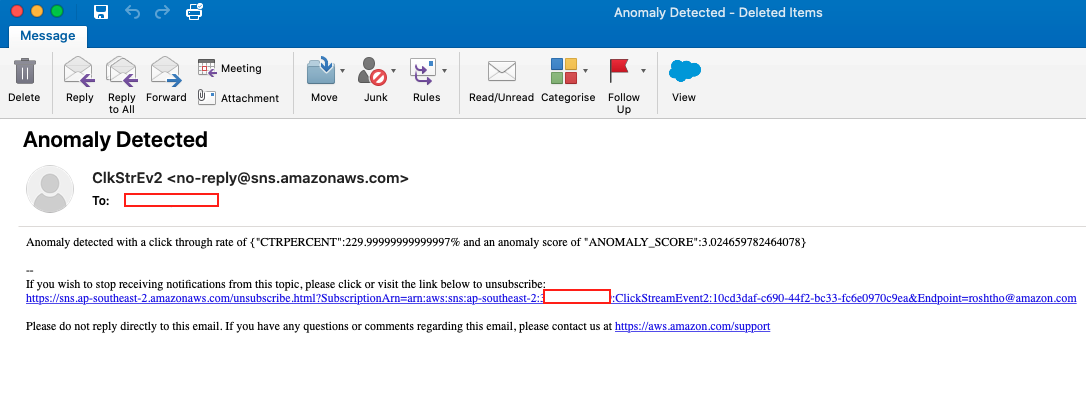 Anomaly Detected - Deleted Items
Message
Delete
Reply
Reply to All
Forward
Meeting
Attachment
Move
Junk
Rules
Read/Unread
Categorise
Follow Up
View
Anomaly Detected
ClkStrEv2 <no-reply@sns.amazonaws.com>
To:
Anomaly detected with a click through rate of {"CTRPERCENT":229.99999999999997% and an anomaly score of "ANOMALY_SCORE":3.024659782464078}
--
If you wish to stop receiving notifications from this topic, please click or visit the link below to unsubscribe:
https://sns.ap-southeast-2.amazonaws.com/unsubscribe.html?SubscriptionArn=arn:aws:sns:ap-southeast-2: :ClickStreamEvent2:10cd3daf-c690-44f2-bc33-fc6e0970c9ea&Endpoint=roshtho@amazon.com
Please do not reply directly to this email. If you have any questions or comments regarding this email, please contact us at https://aws.amazon.com/support